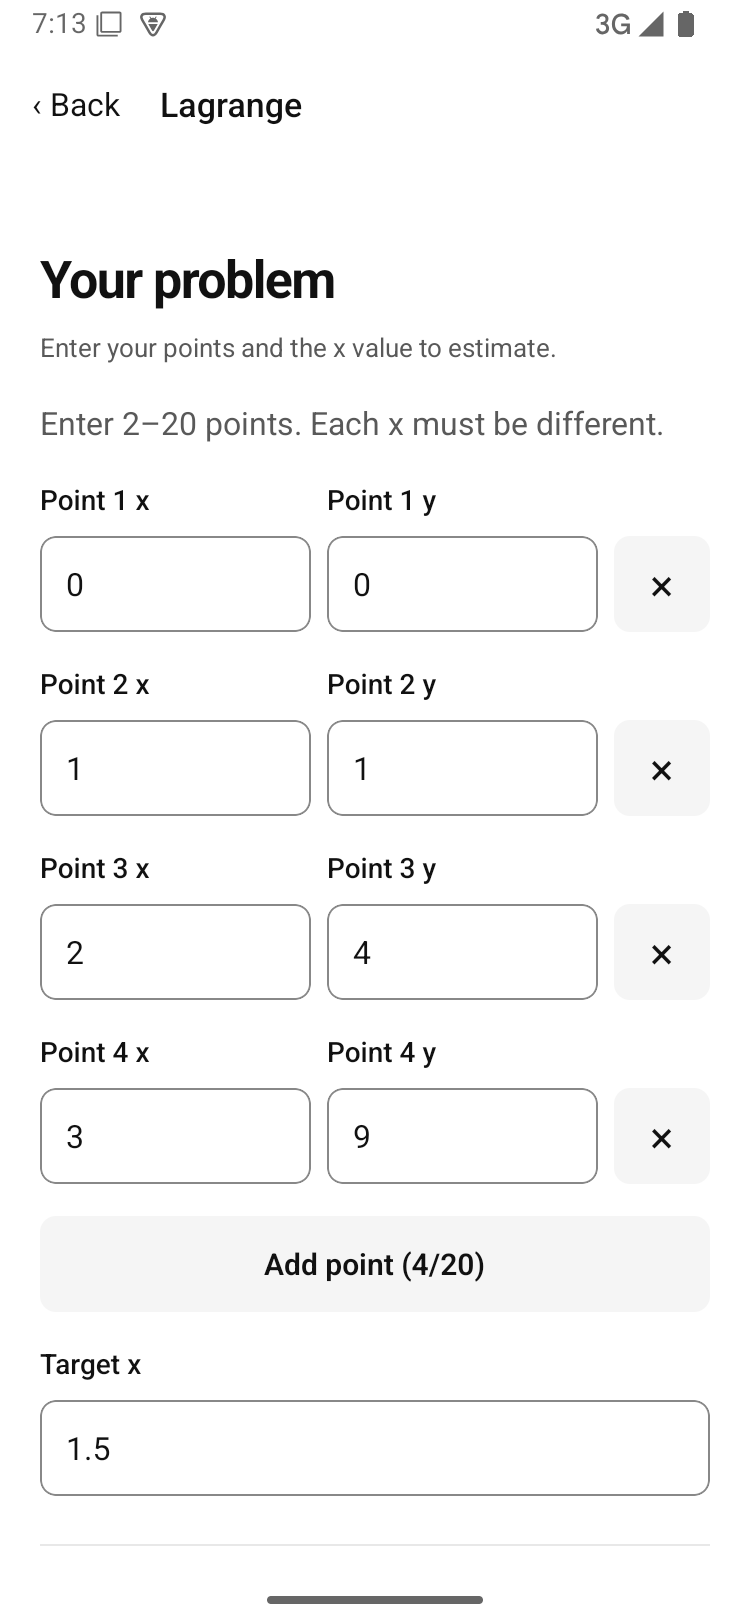 7:13 3G
‹ Back Lagrange
Your problem
Enter your points and the x value to estimate.
Enter 2–20 points. Each x must be different.
Point 1 x Point 1 y
0 0 ×
Point 2 x Point 2 y
1 1 ×
Point 3 x Point 3 y
2 4 ×
Point 4 x Point 4 y
3 9 ×
Add point (4/20)
Target x
1.5